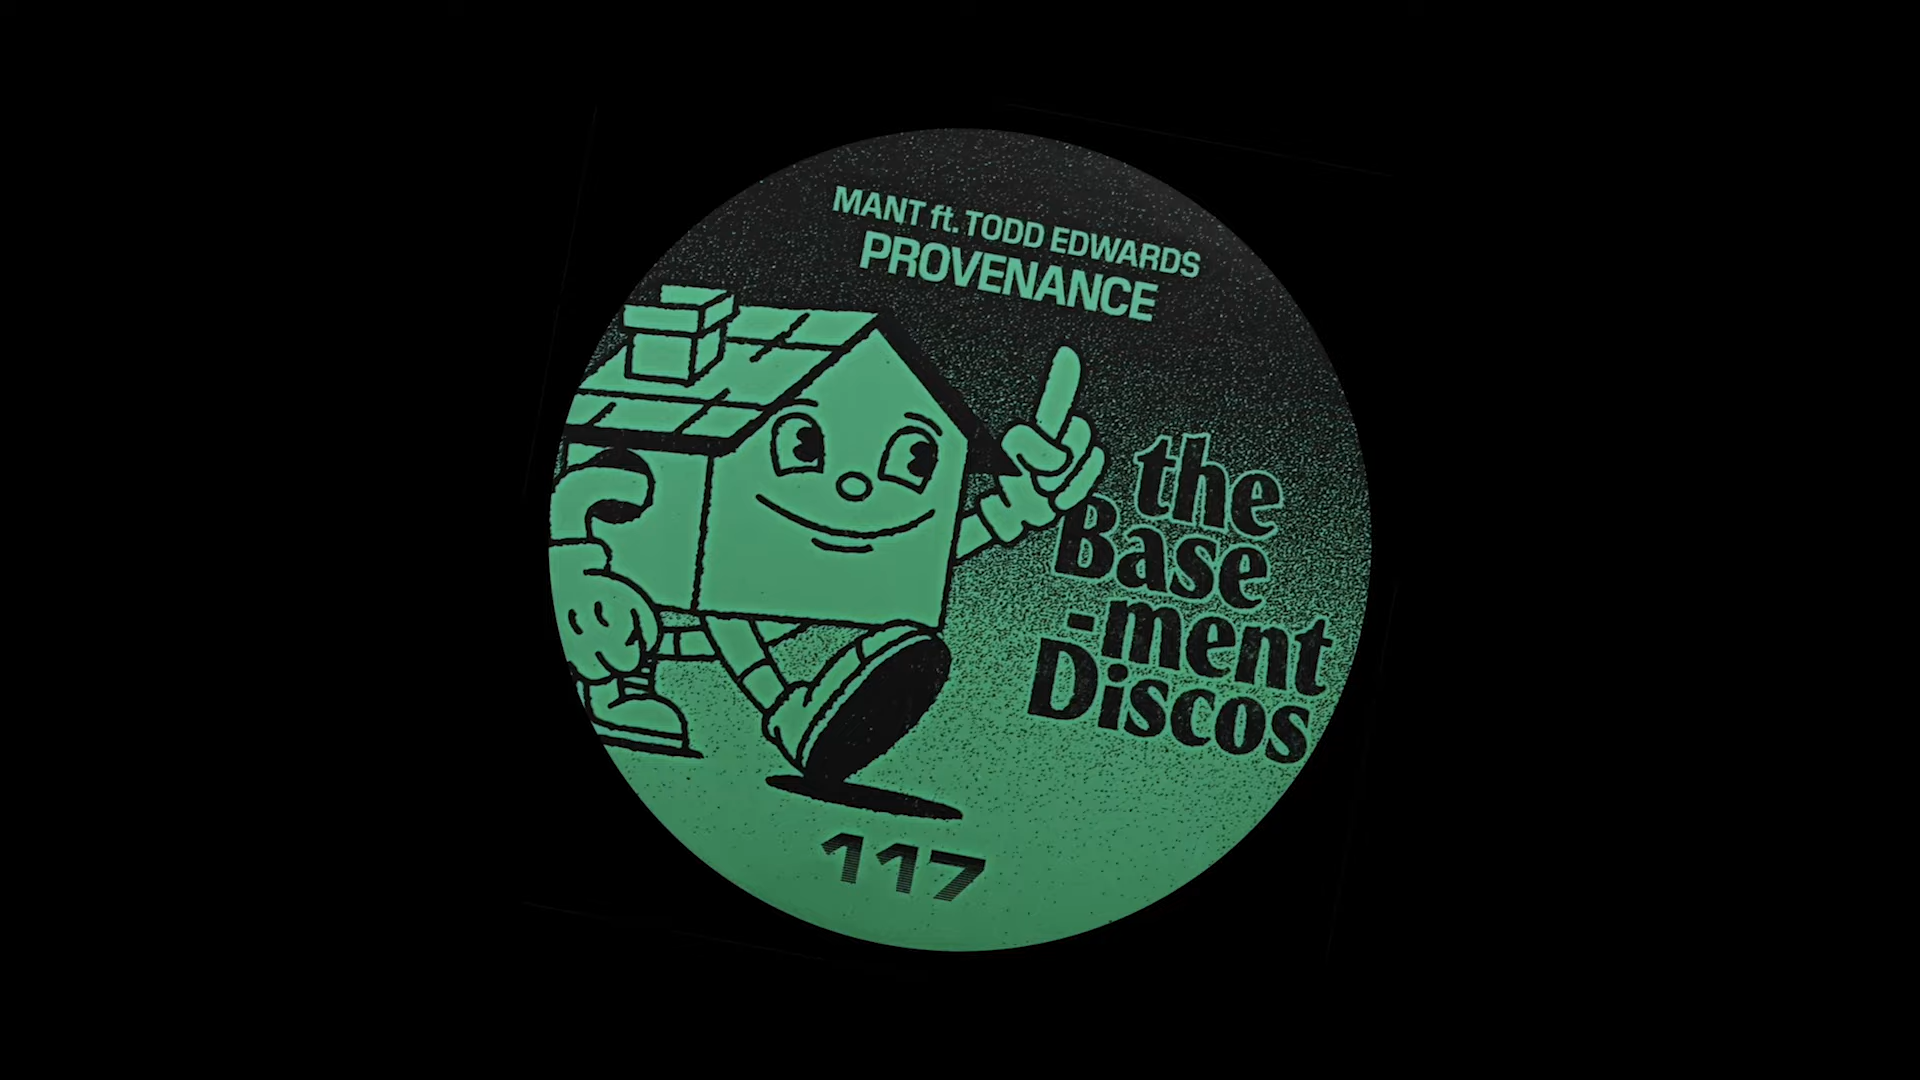 MANT ft. TODD EDWARDS
PROVENANCE
the
Base
-ment
Discos
117